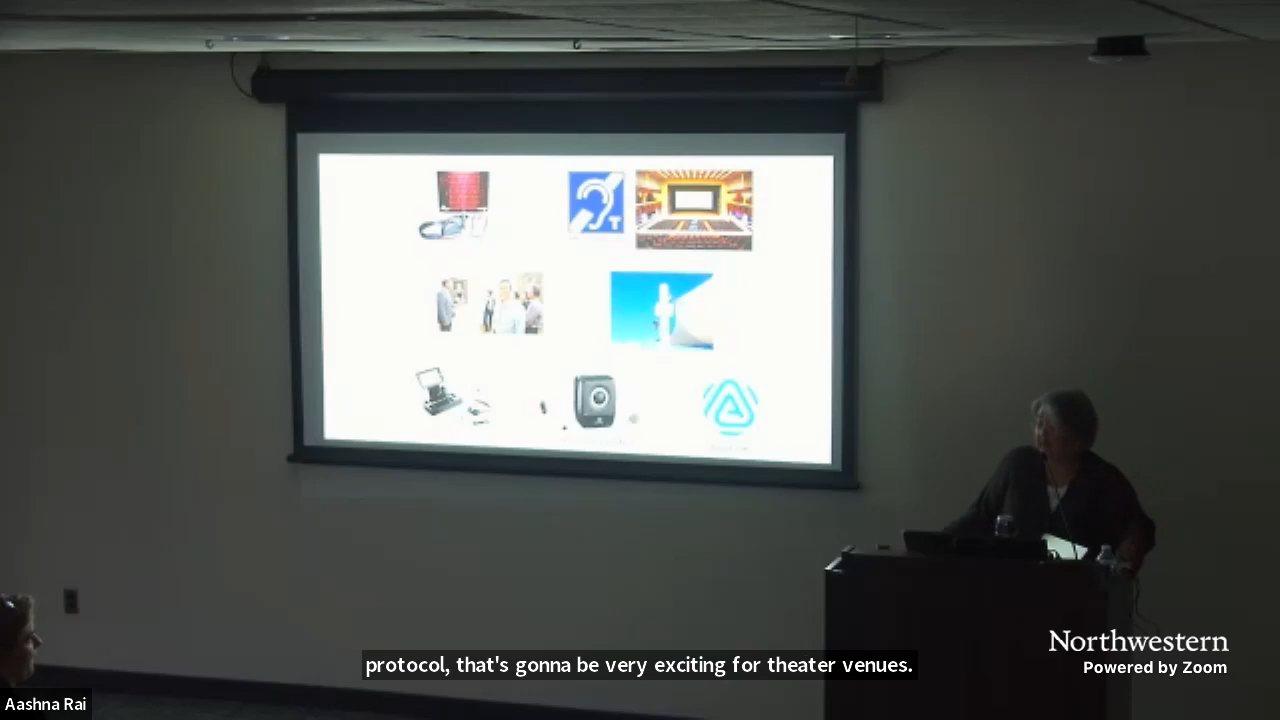 T
protocol, that's gonna be very exciting for theater venues.
Northwestern
Powered by Zoom
Aashna Rai